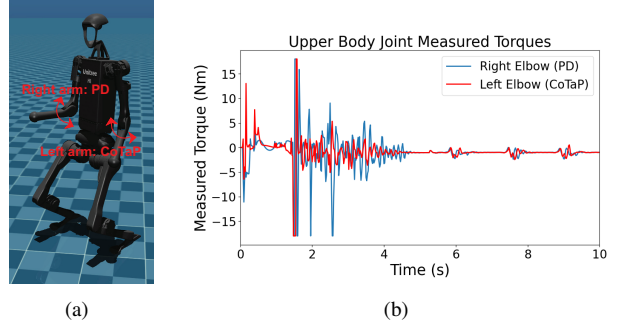 Unitree
Right arm: PD
Left arm: CoTaP
(a)
Upper Body Joint Measured Torques
Measured Torque (Nm)
15
10
5
0
−5
−10
−15
Right Elbow (PD)
Left Elbow (CoTaP)
0
2
4
6
8
10
Time (s)
(b)